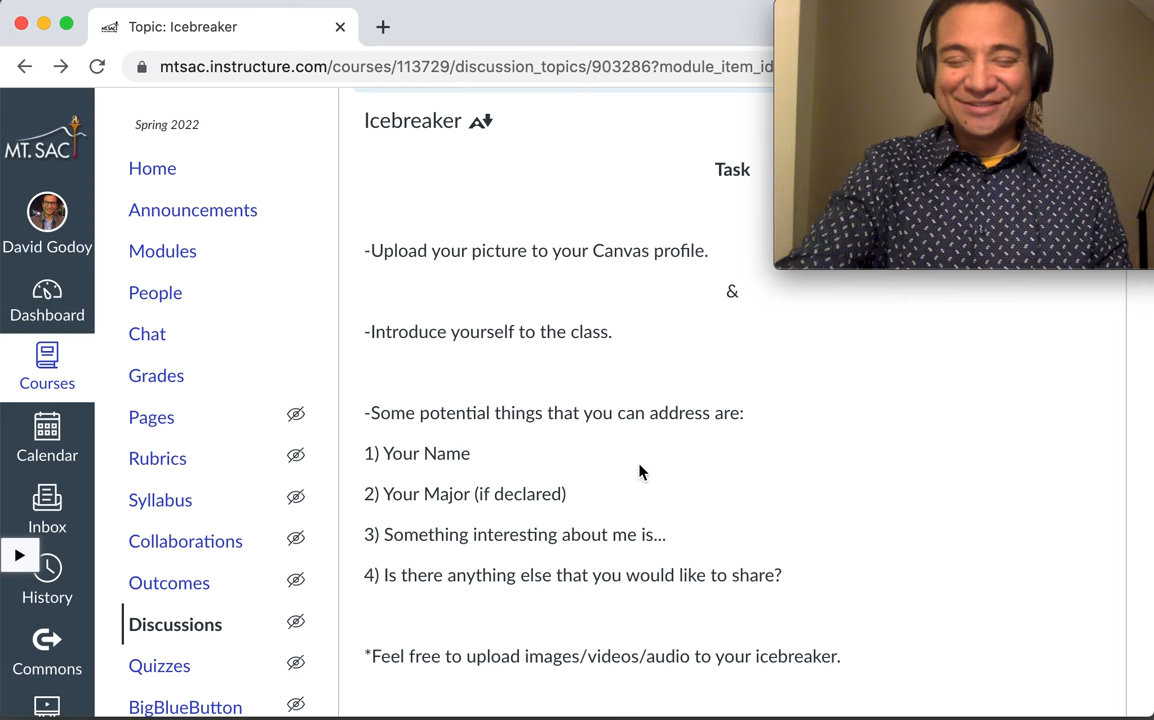 Topic: Icebreaker
mtsac.instructure.com/courses/113729/discussion_topics/903286?module_item_id
MT. SAC
David Godoy
Dashboard
Courses
Calendar
Inbox
History
Commons
Spring 2022
Home
Announcements
Modules
People
Chat
Grades
Pages
Rubrics
Syllabus
Collaborations
Outcomes
Discussions
Quizzes
BigBlueButton
Icebreaker
Task
-Upload your picture to your Canvas profile.
&
-Introduce yourself to the class.
-Some potential things that you can address are:
1) Your Name
2) Your Major (if declared)
3) Something interesting about me is...
4) Is there anything else that you would like to share?
*Feel free to upload images/videos/audio to your icebreaker.